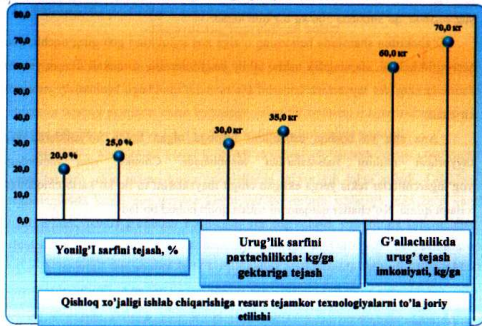 80,0
70,0
60,0
50,0
40,0
30,0
20,0
10,0
0,0
20,0 %
25,0 %
30,0 кг
35,0 кг
60,0 кг
70,0 кг
Yonilg'I sarfini tejash, %
Urug'lik sarfini
paxtachilikda: kg/ga
gektariga tejash
G'allachilikda
urug' tejash
imkoniyati, kg/ga
Qishloq xo'jaligi ishlab chiqarishiga resurs tejamkor texnologiyalarni to'la joriy
etilishi